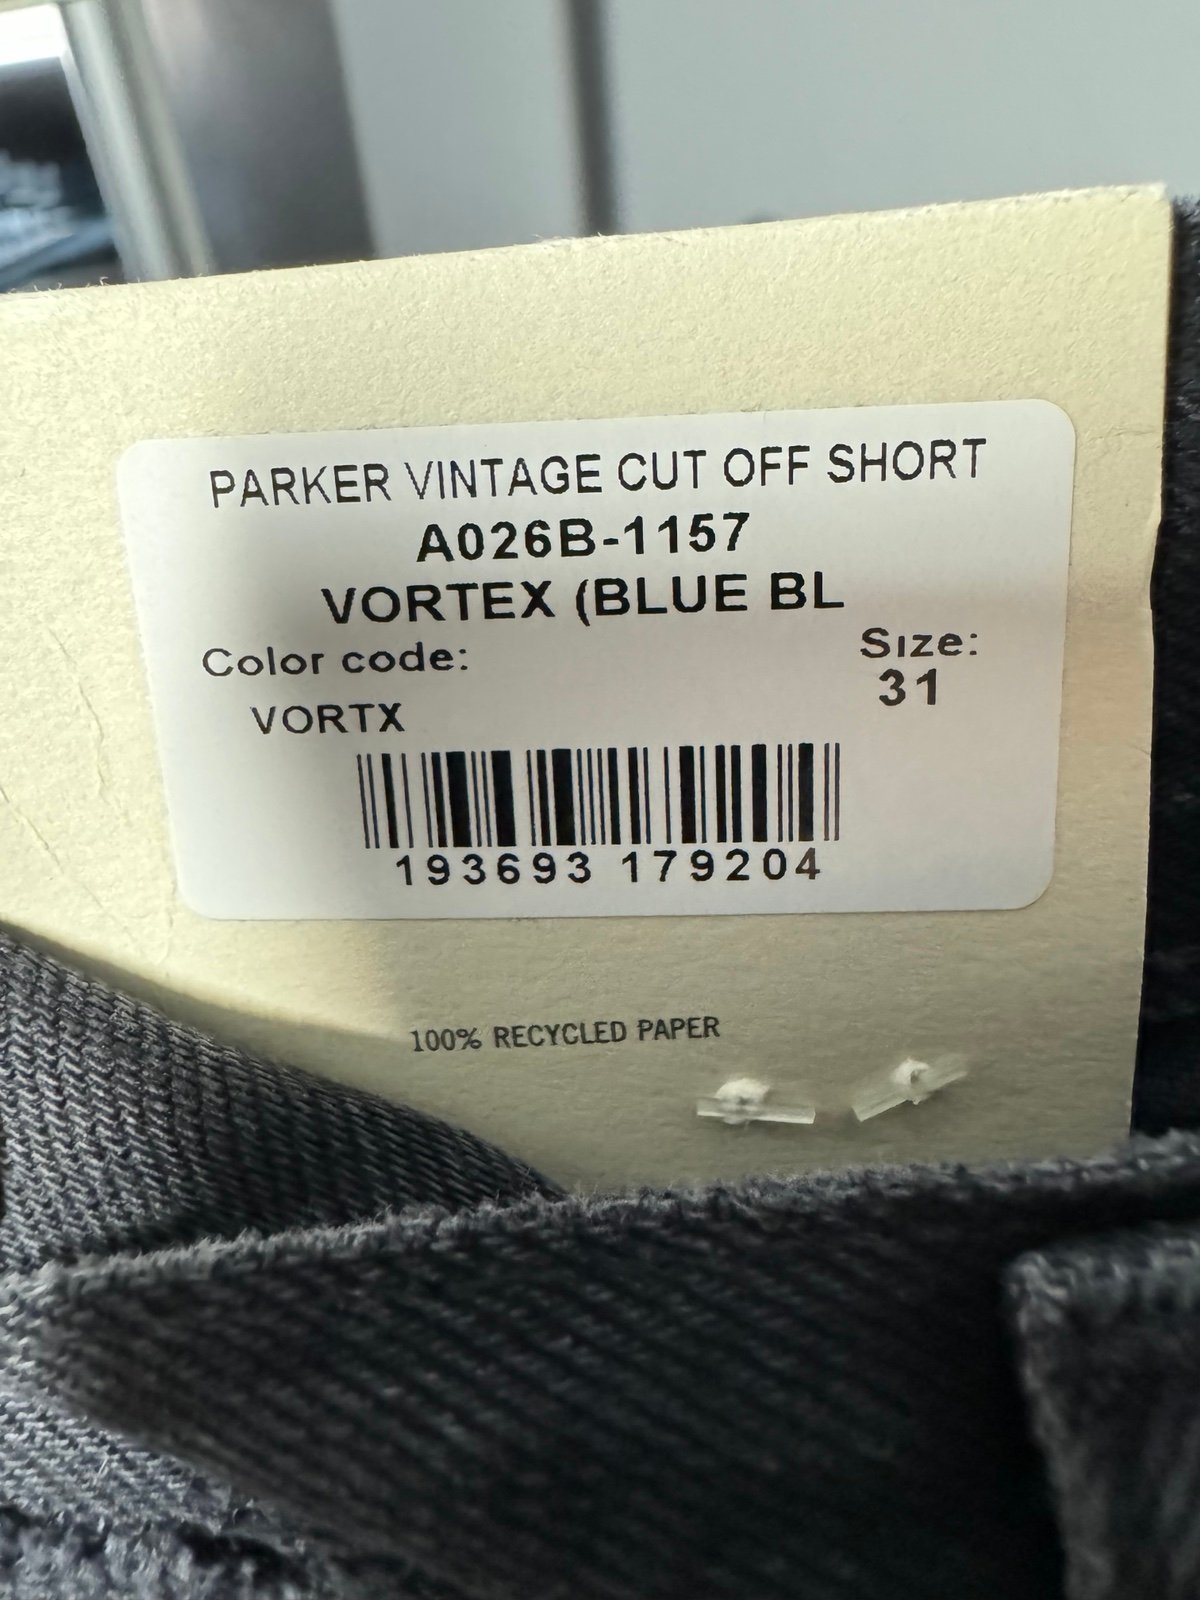 PARKER VINTAGE CUT OFF SHORT
A026B-1157
VORTEX (BLUE BL
Color code:
Size:
31
VORTX
193693 179204
100% RECYCLED PAPER